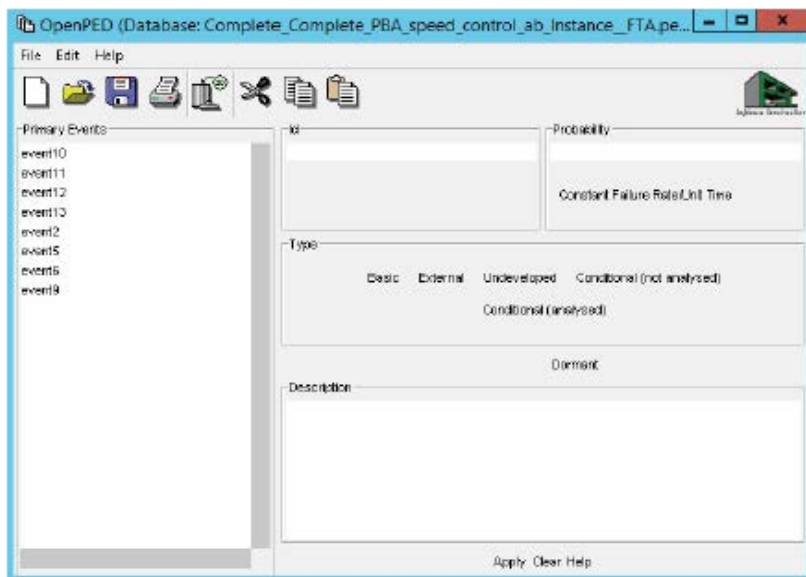 OpenPED (Database: Complete_Complete_PBA_speed_control_ab_Instance__FTA.pe...
File Edit Help
Primary Events
event10
event11
event12
event13
event2
event5
event6
event9
Id
Probability
Constant Failure Rate/Unit Time
Type
Basic External Undeveloped Conditional (not analysed)
Conditional (analysed)
Dormant
Description
Apply Clear Help